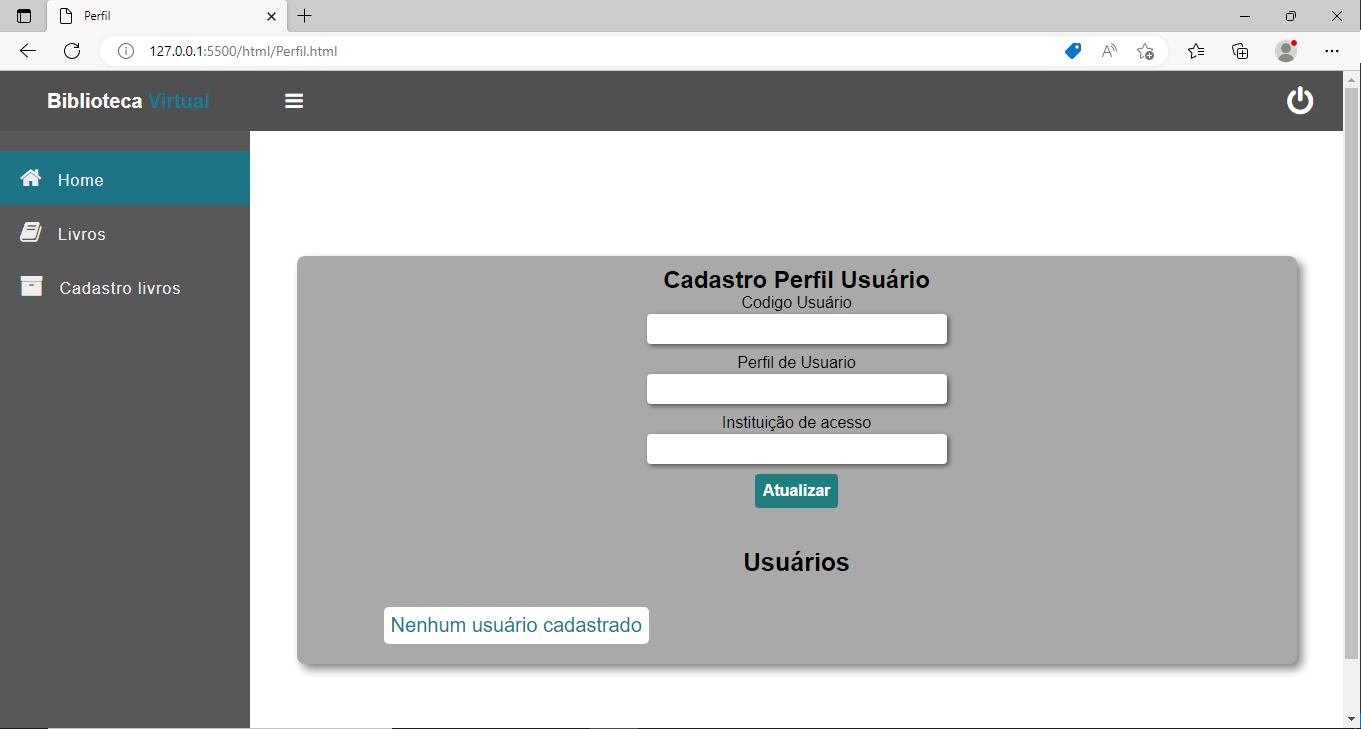 Perfil
127.0.0.1:5500/html/Perfil.html
Biblioteca Virtual
Home
Livros
Cadastro livros
Cadastro Perfil Usuário
Codigo Usuário
Perfil de Usuario
Instituição de acesso
Atualizar
Usuários
Nenhum usuário cadastrado